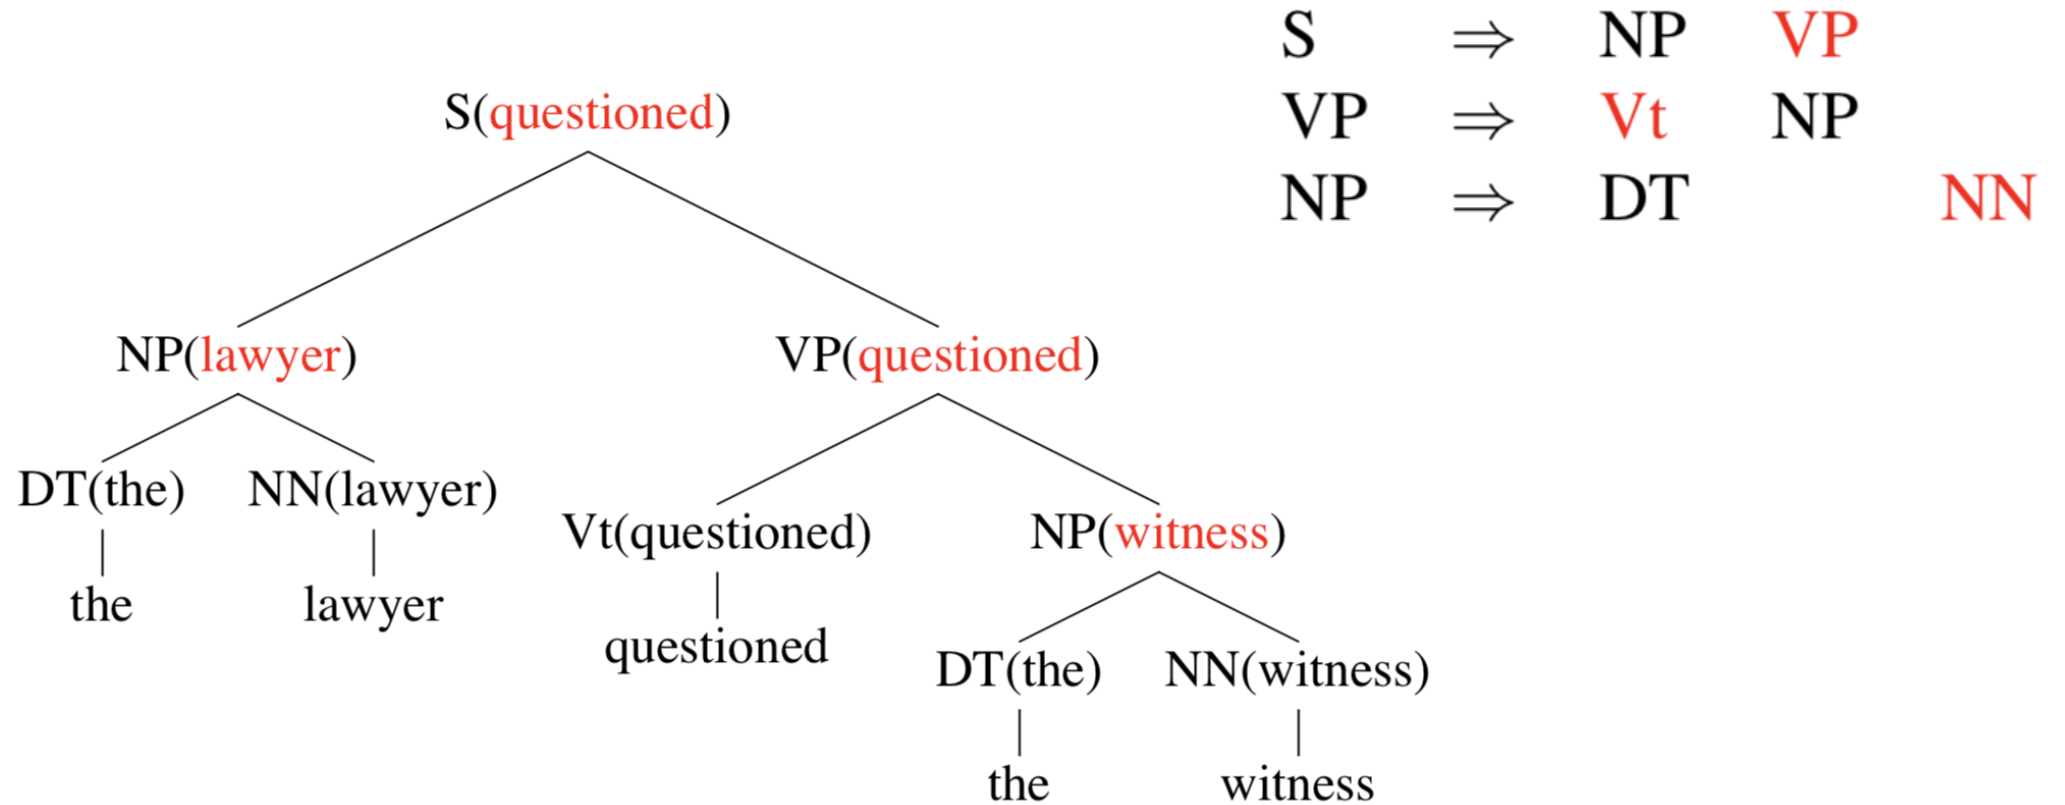 S ⇒ NP VP
VP ⇒ Vt NP
NP ⇒ DT NN
S(questioned)
NP(lawyer) VP(questioned)
DT(the) NN(lawyer) Vt(questioned) NP(witness)
the lawyer questioned
DT(the) NN(witness)
the witness